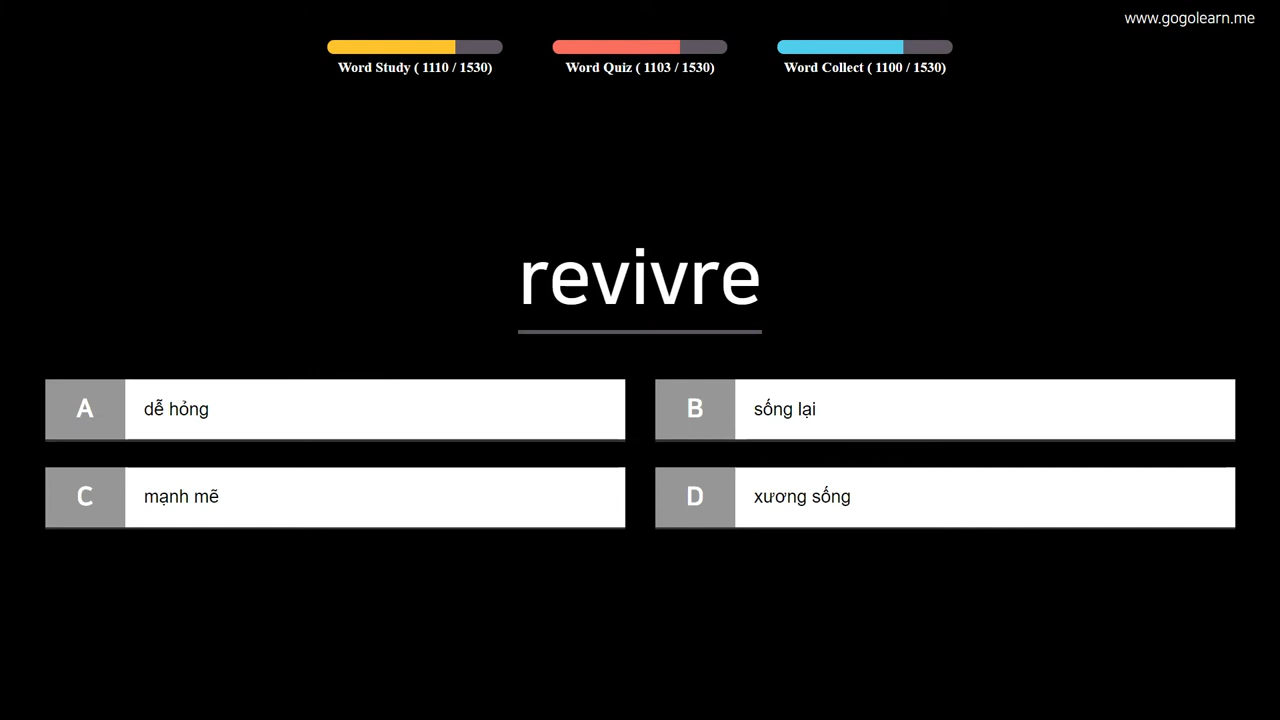 www.gogolearn.me
Word Study ( 1110 / 1530)
Word Quiz ( 1103 / 1530)
Word Collect ( 1100 / 1530)
revivre
A dễ hỏng
B sống lại
C mạnh mẽ
D xương sống